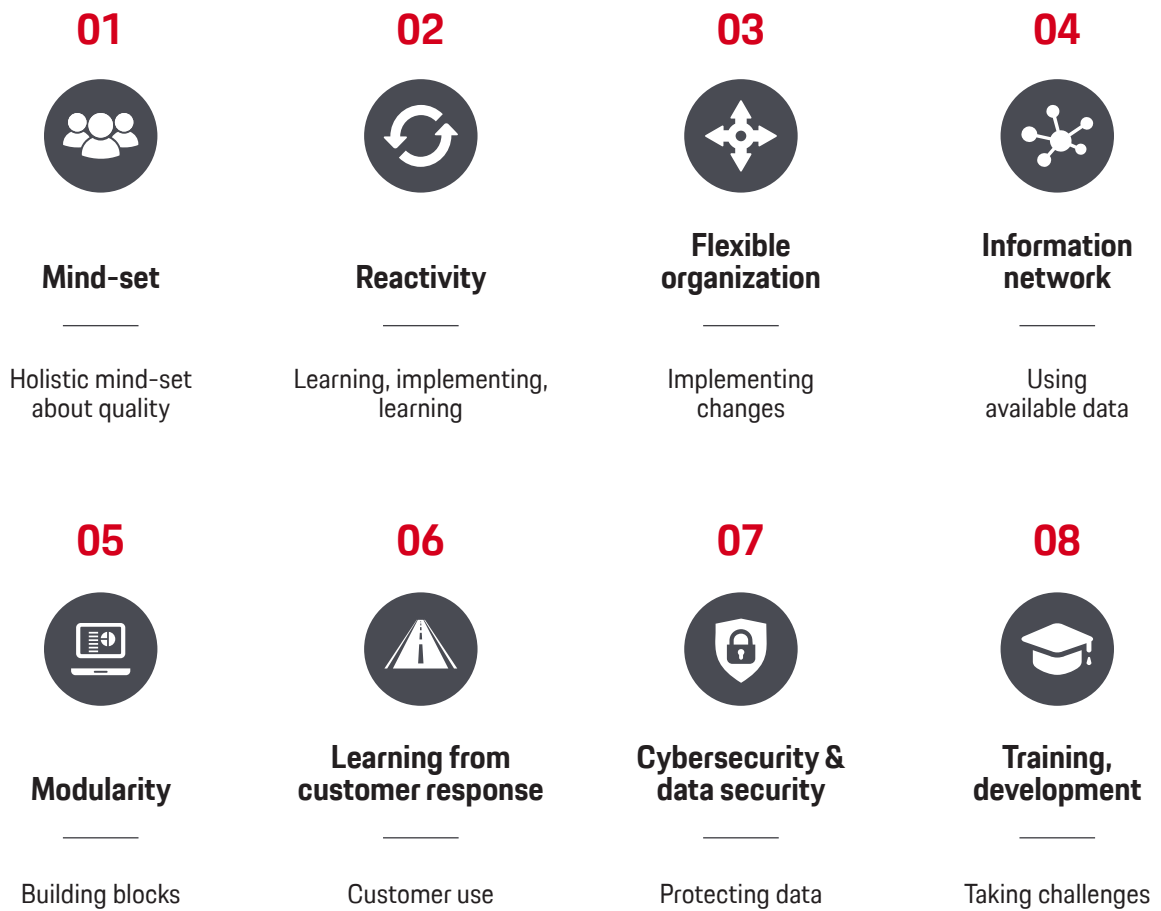 01
02
03
04
Mind-set
Reactivity
Flexible
organization
Information
network
Holistic mind-set
about quality
Learning, implementing,
learning
Implementing
changes
Using
available data
05
06
07
08
Modularity
Learning from
customer response
Cybersecurity &
data security
Training,
development
Building blocks
Customer use
Protecting data
Taking challenges